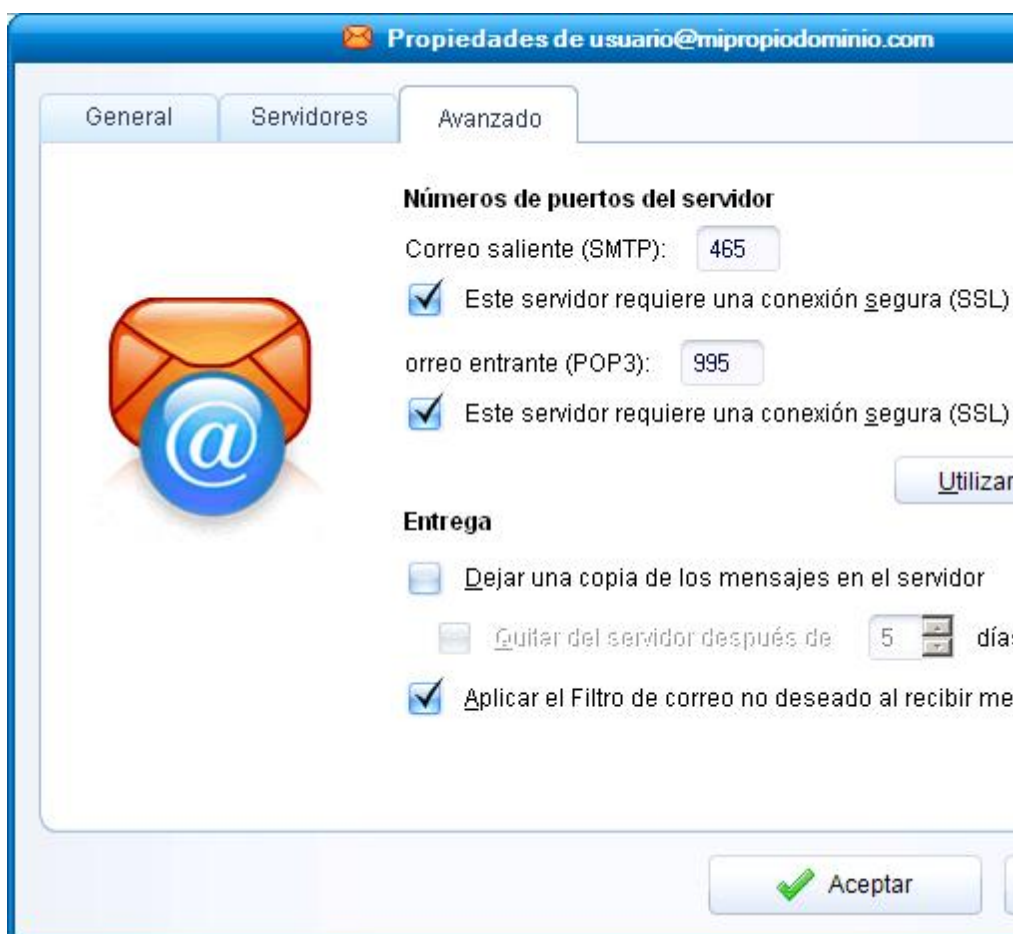 Propiedades de usuario@mipropiodominio.com
General Servidores Avanzado
Números de puertos del servidor
Correo saliente (SMTP): 465
Este servidor requiere una conexión segura (SSL)
orreo entrante (POP3): 995
Este servidor requiere una conexión segura (SSL)
Utilizar
Entrega
Dejar una copia de los mensajes en el servidor
Quitar del servidor después de 5 días
Aplicar el Filtro de correo no deseado al recibir me
Aceptar